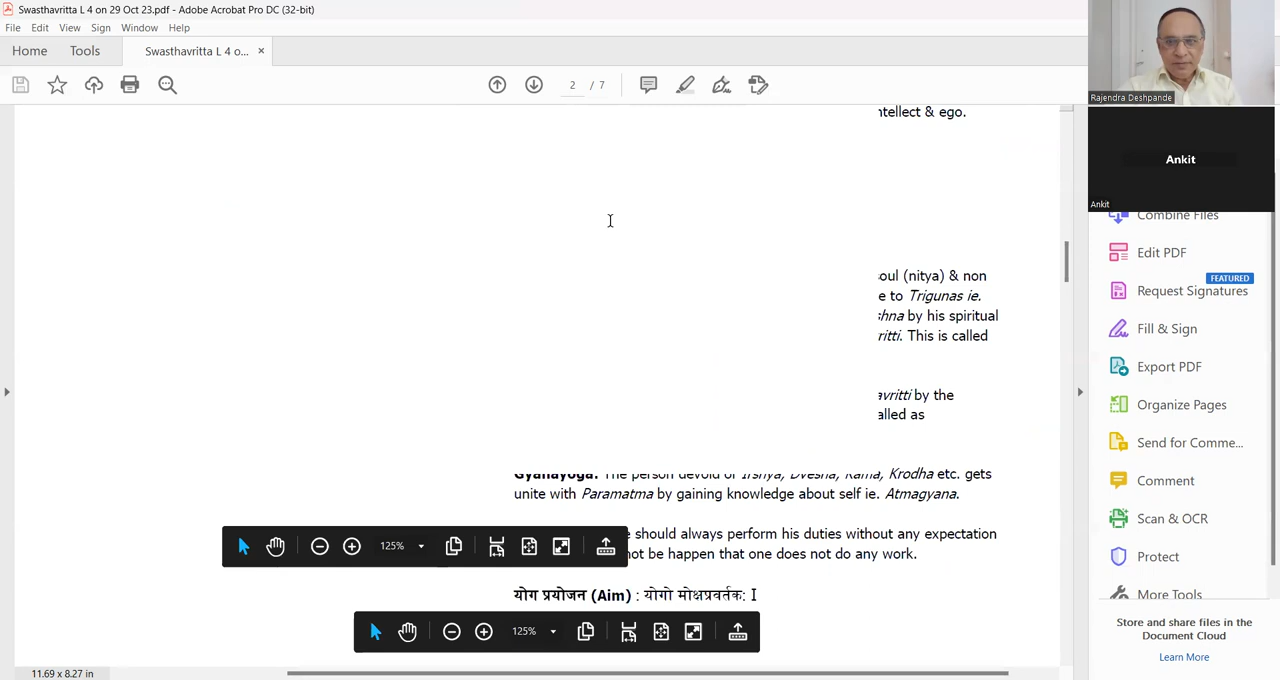 Swasthavritta L 4 on 29 Oct 23.pdf - Adobe Acrobat Pro DC (32-bit)
File Edit View Sign Window Help
Home Tools Swasthavritta L 4 o... ×
2 / 7
Rajendra Deshpande
Ankit
Ankit
ntellect & ego.
oul (nitya) & non
e to Trigunas ie.
shna by his spiritual
ritti. This is called
avritti by the
alled as
Gyanayoga: The person devoid of Irshya, Dvesha, Kama, Krodha etc. gets
unite with Paramatma by gaining knowledge about self ie. Atmagyana.
e should always perform his duties without any expectation
not be happen that one does not do any work.
योग प्रयोजन (Aim) : योगो मोक्षप्रवर्तक:
125%
125%
11.69 x 8.27 in
Combine Files
Edit PDF
FEATURED
Request Signatures
Fill & Sign
Export PDF
Organize Pages
Send for Comme...
Comment
Scan & OCR
Protect
More Tools
Store and share files in the
Document Cloud
Learn More